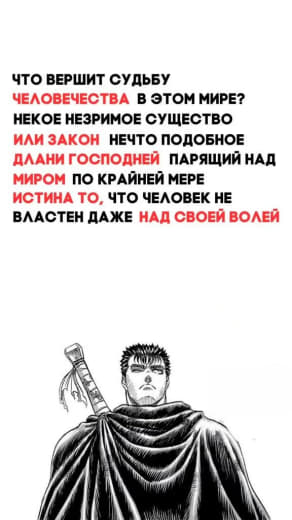 ЧТО ВЕРШИТ СУДЬБУ
ЧЕЛОВЕЧЕСТВА В ЭТОМ МИРЕ?
НЕКОЕ НЕЗРИМОЕ СУЩЕСТВО
ИЛИ ЗАКОН НЕЧТО ПОДОБНОЕ
ДЛАНИ ГОСПОДНЕЙ ПАРЯЩИЙ НАД
МИРОМ ПО КРАЙНЕЙ МЕРЕ
ИСТИНА ТО, ЧТО ЧЕЛОВЕК НЕ
ВЛАСТЕН ДАЖЕ НАД СВОЕЙ ВОЛЕЙ